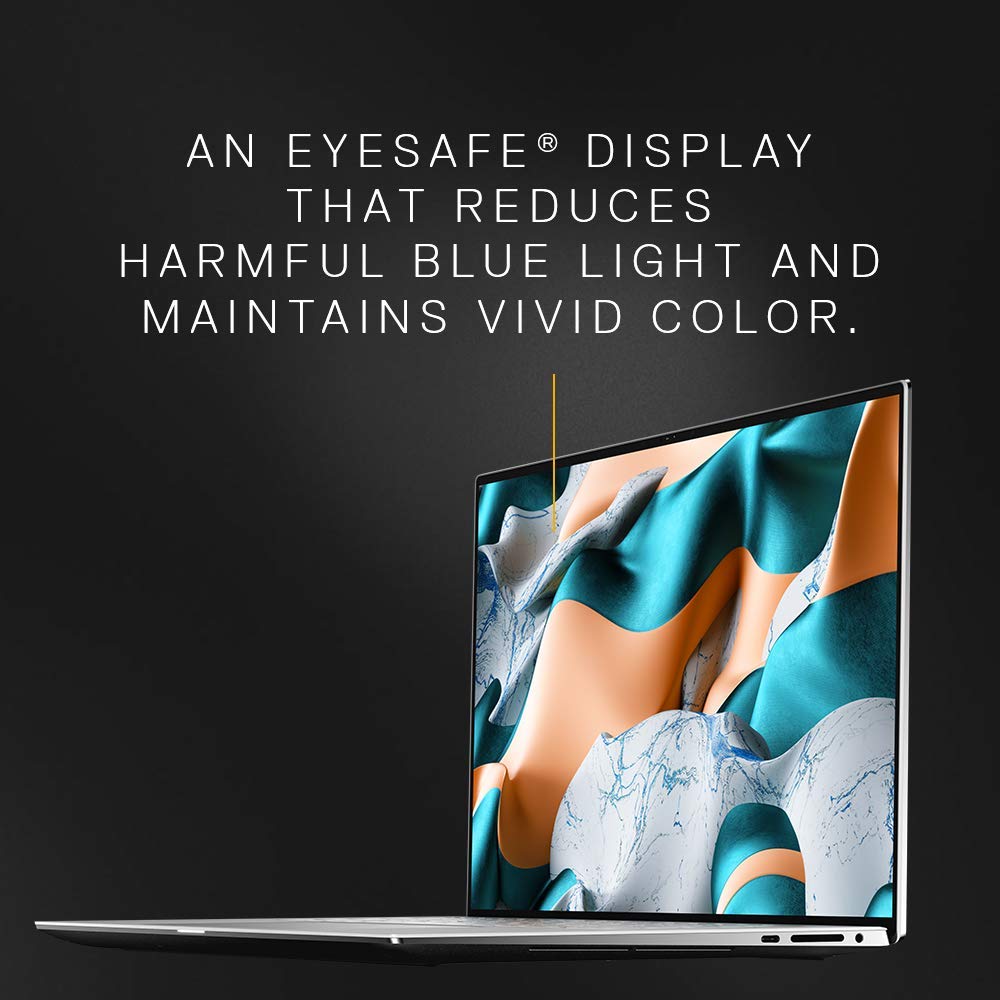 AN EYESAFE® DISPLAY
THAT REDUCES
HARMFUL BLUE LIGHT AND
MAINTAINS VIVID COLOR.